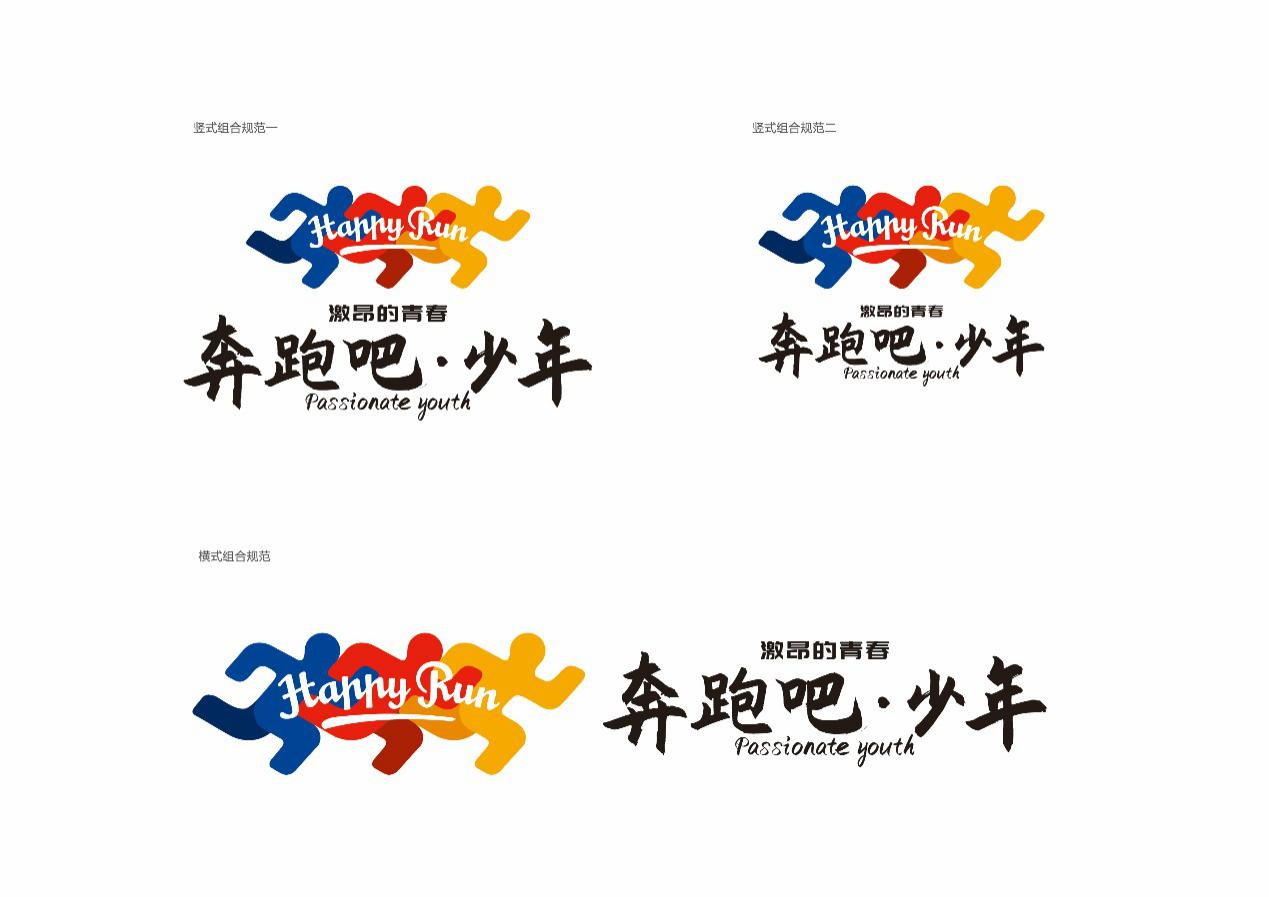 竖式组合规范一
Happy Run
激昂的青春
奔跑吧·少年
Passionate youth
竖式组合规范二
Happy Run
激昂的青春
奔跑吧·少年
Passionate youth
横式组合规范
Happy Run
激昂的青春
奔跑吧·少年
Passionate youth